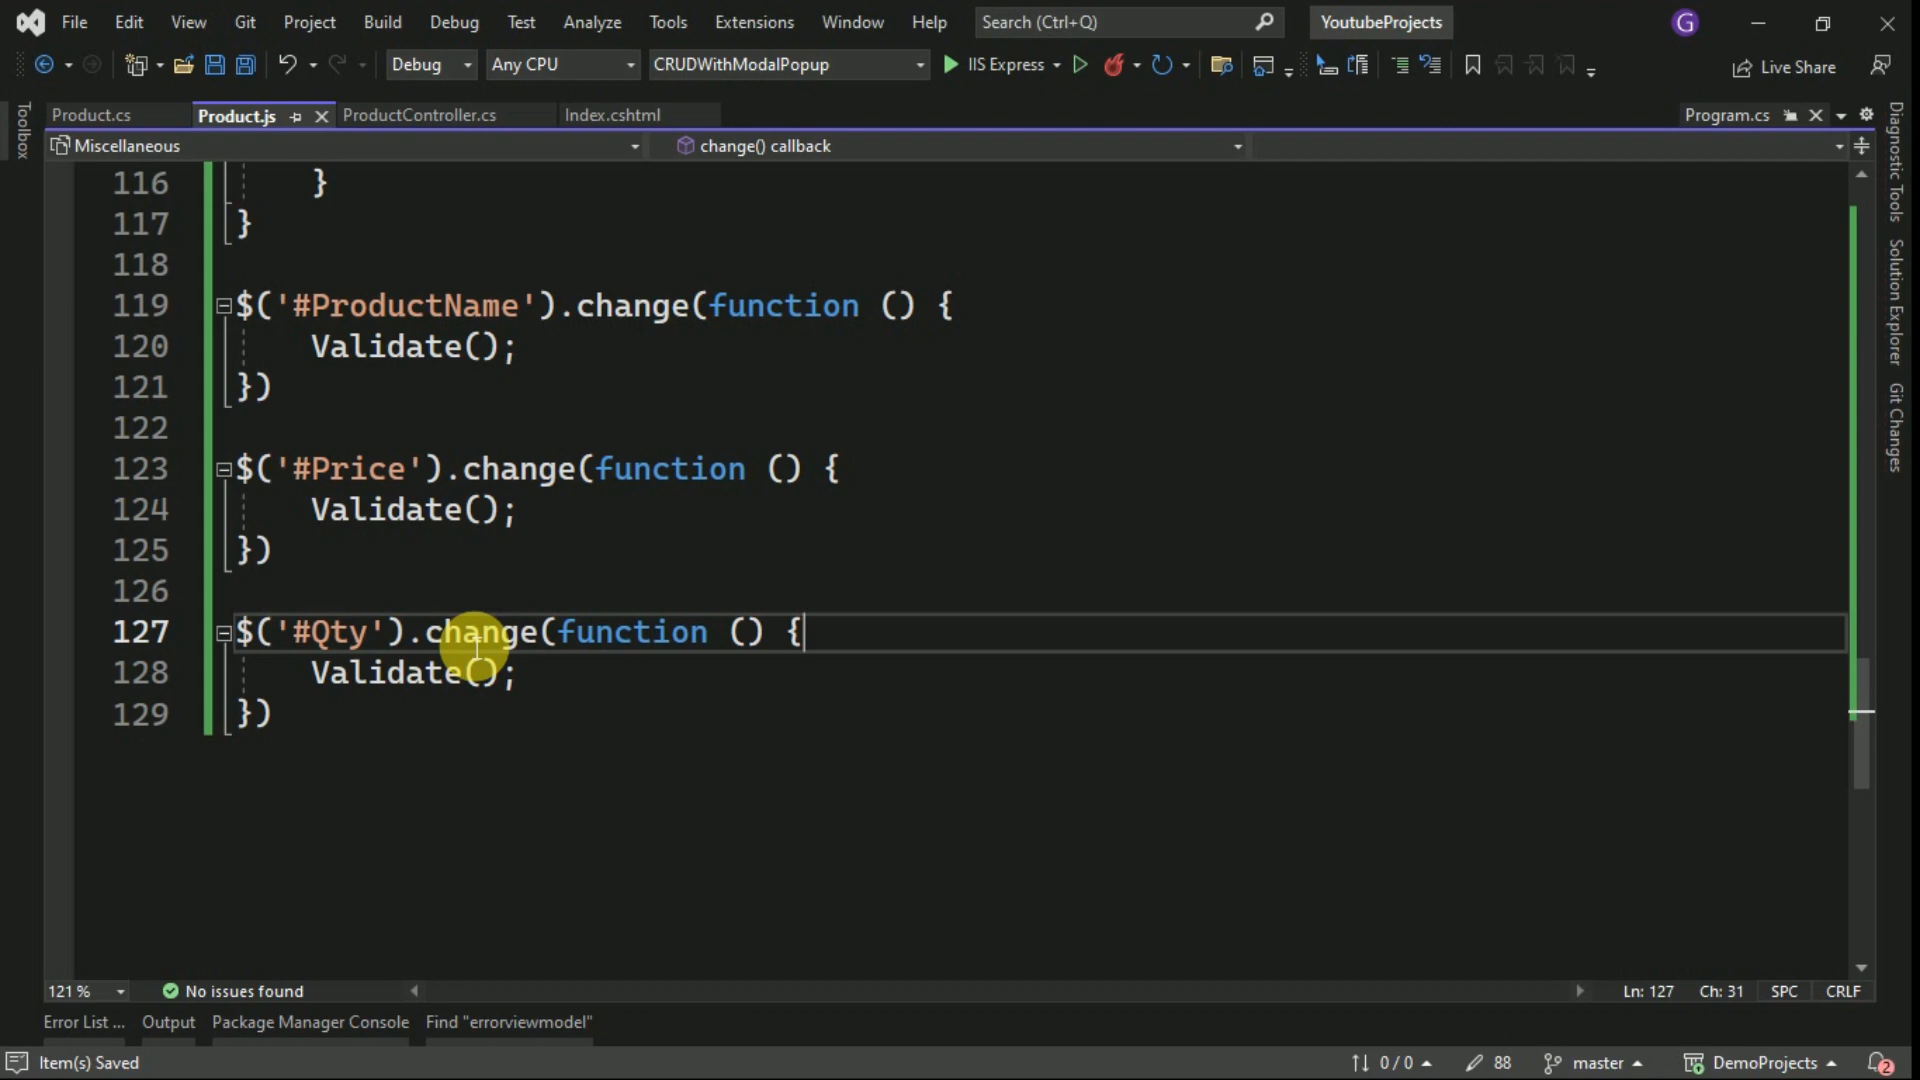 File Edit View Git Project Build Debug Test Analyze Tools Extensions Window Help Search (Ctrl+Q) YoutubeProjects G
Debug Any CPU CRUDWithModalPopup IIS Express Live Share
Toolbox
Product.cs Product.js ProductController.cs Index.cshtml Program.cs
Miscellaneous change() callback
116 }
117 }
118
119 $('#ProductName').change(function () {
120 Validate();
121 })
122
123 $('#Price').change(function () {
124 Validate();
125 })
126
127 $('#Qty').change(function () {
128 Validate();
129 })
Diagnostic Tools
Solution Explorer
Git Changes
121 % No issues found Ln: 127 Ch: 31 SPC CRLF
Error List ... Output Package Manager Console Find "errorviewmodel"
Item(s) Saved 0 / 0 88 master DemoProjects 2